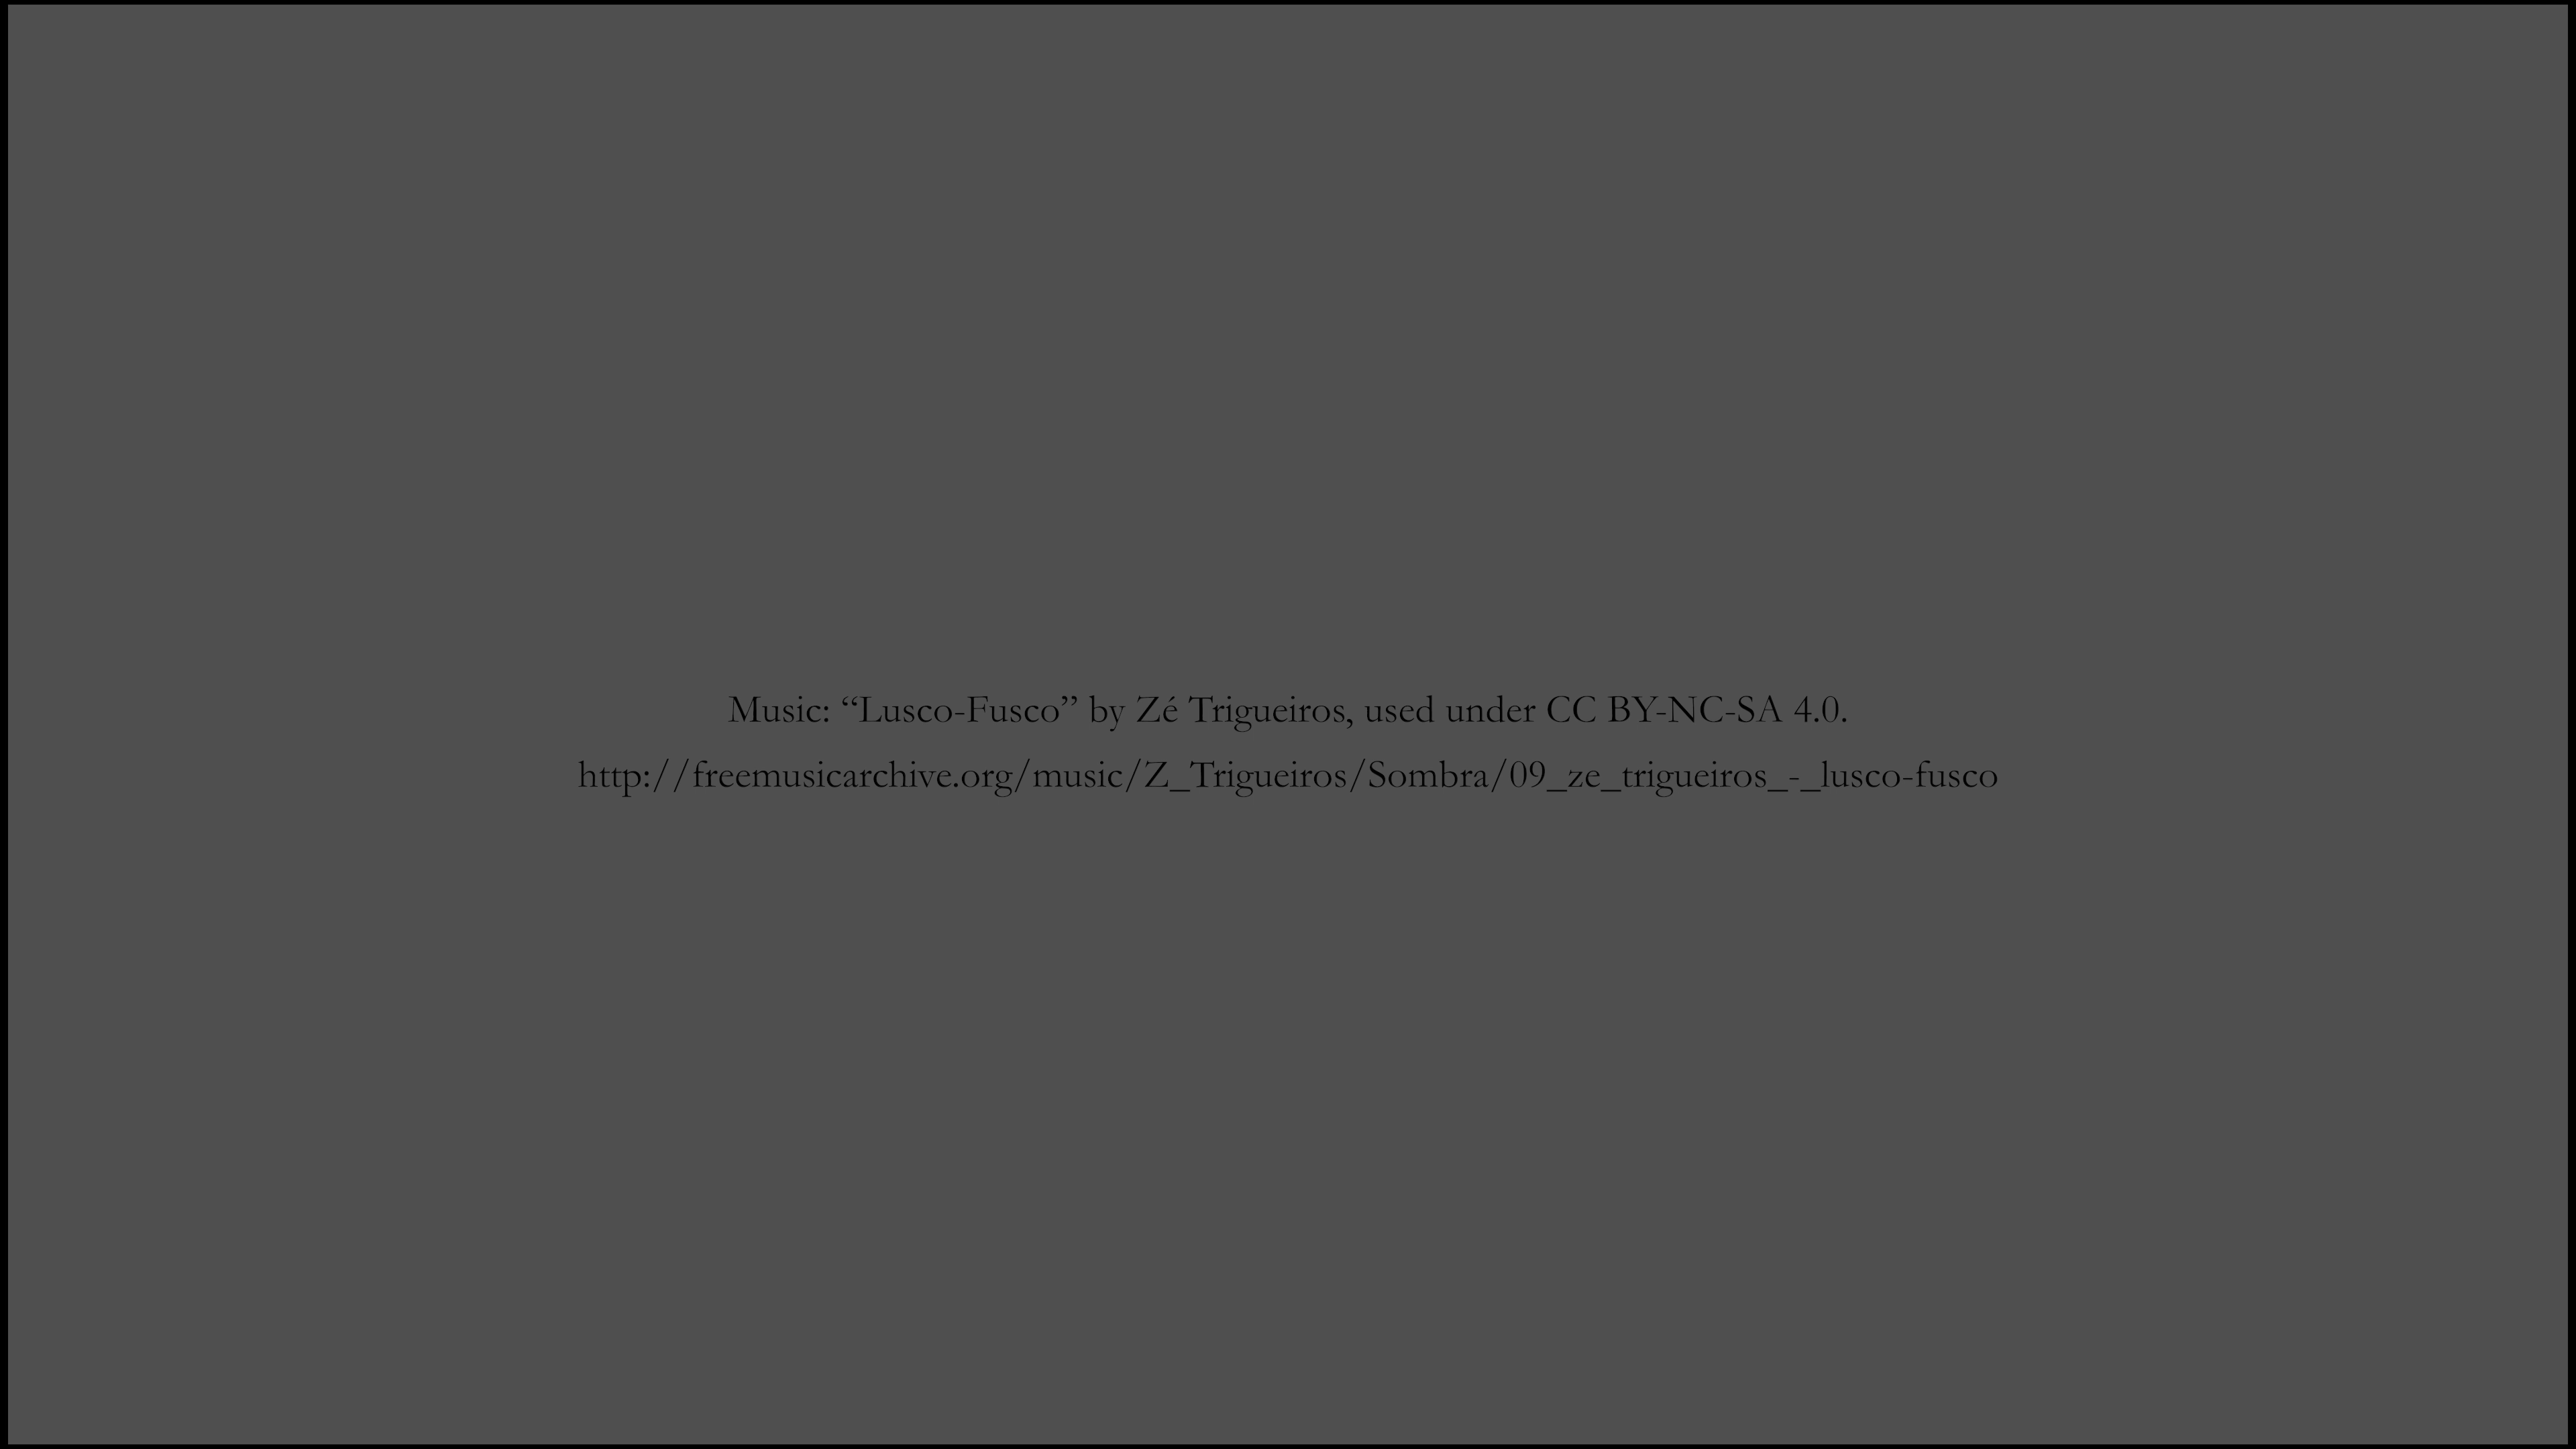 Music: “Lusco-Fusco” by Zé Trigueiros, used under CC BY-NC-SA 4.0.
http://freemusicarchive.org/music/Z_Trigueiros/Sombra/09_ze_trigueiros_-_lusco-fusco